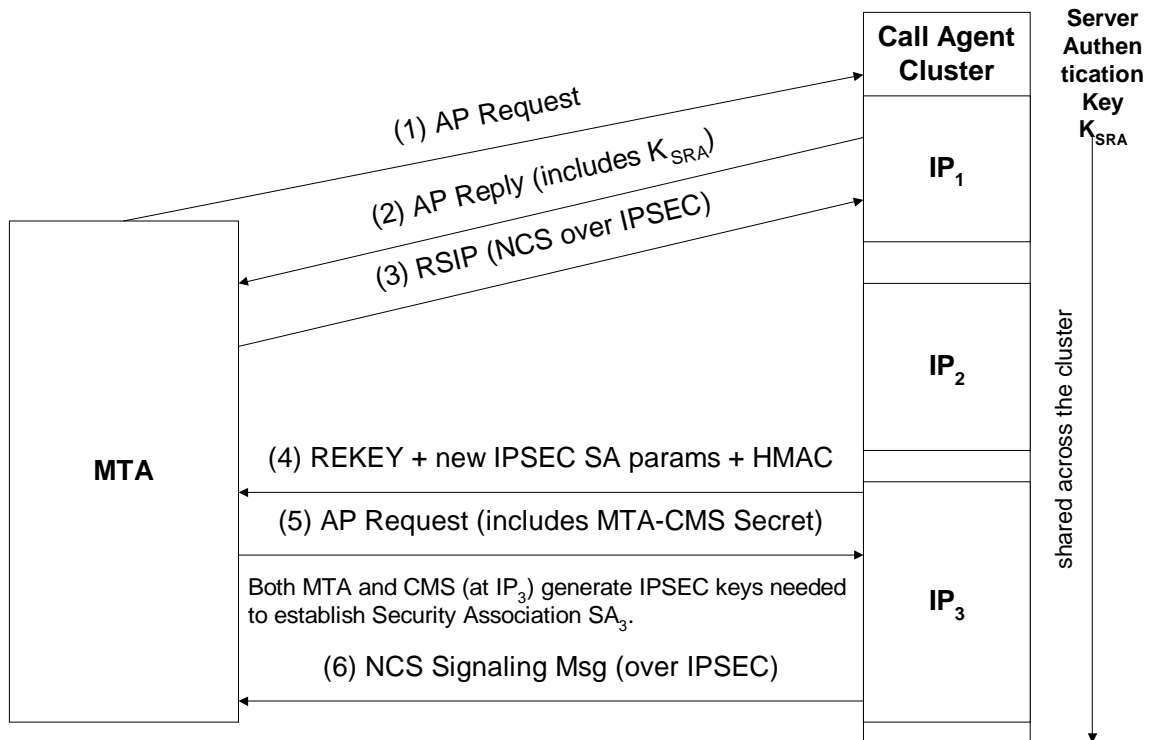 Call Agent
Cluster
Server
Authen
tication
Key
K_SRA
(1) AP Request
(2) AP Reply (includes K_SRA)
(3) RSIP (NCS over IPSEC)
IP_1
IP_2
MTA
(4) REKEY + new IPSEC SA params + HMAC
(5) AP Request (includes MTA-CMS Secret)
Both MTA and CMS (at IP_3) generate IPSEC keys needed
to establish Security Association SA_3.
IP_3
(6) NCS Signaling Msg (over IPSEC)
shared across the cluster